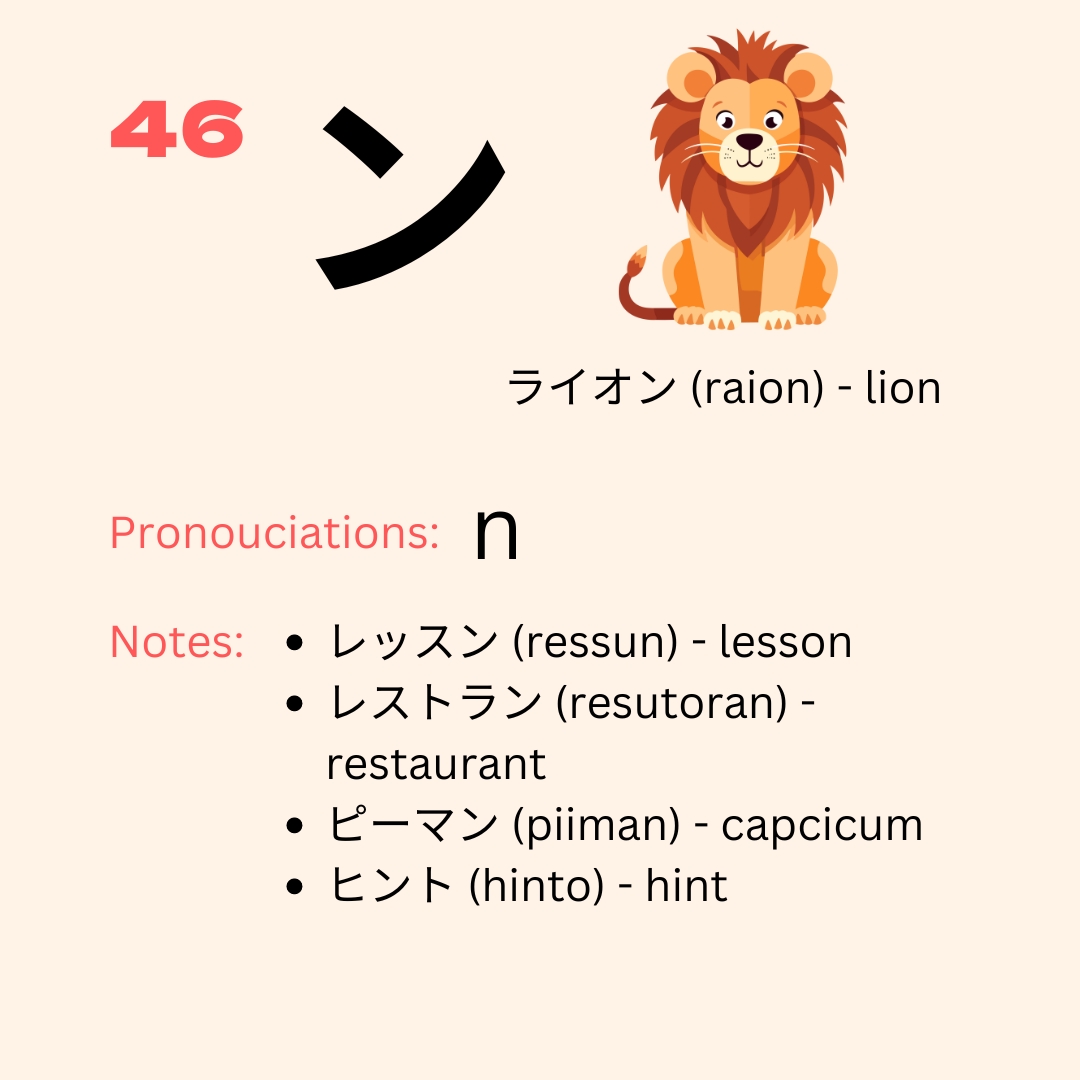 46 ン
ライオン (raion) - lion
Pronouciations: n
Notes: • レッスン (ressun) - lesson
• レストラン (resutoran) -
restaurant
• ピーマン (piiman) - capcicum
• ヒント (hinto) - hint